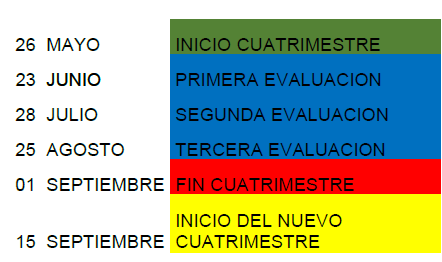 26 MAYO INICIO CUATRIMESTRE
23 JUNIO PRIMERA EVALUACION
28 JULIO SEGUNDA EVALUACION
25 AGOSTO TERCERA EVALUACION
01 SEPTIEMBRE FIN CUATRIMESTRE
INICIO DEL NUEVO
15 SEPTIEMBRE CUATRIMESTRE